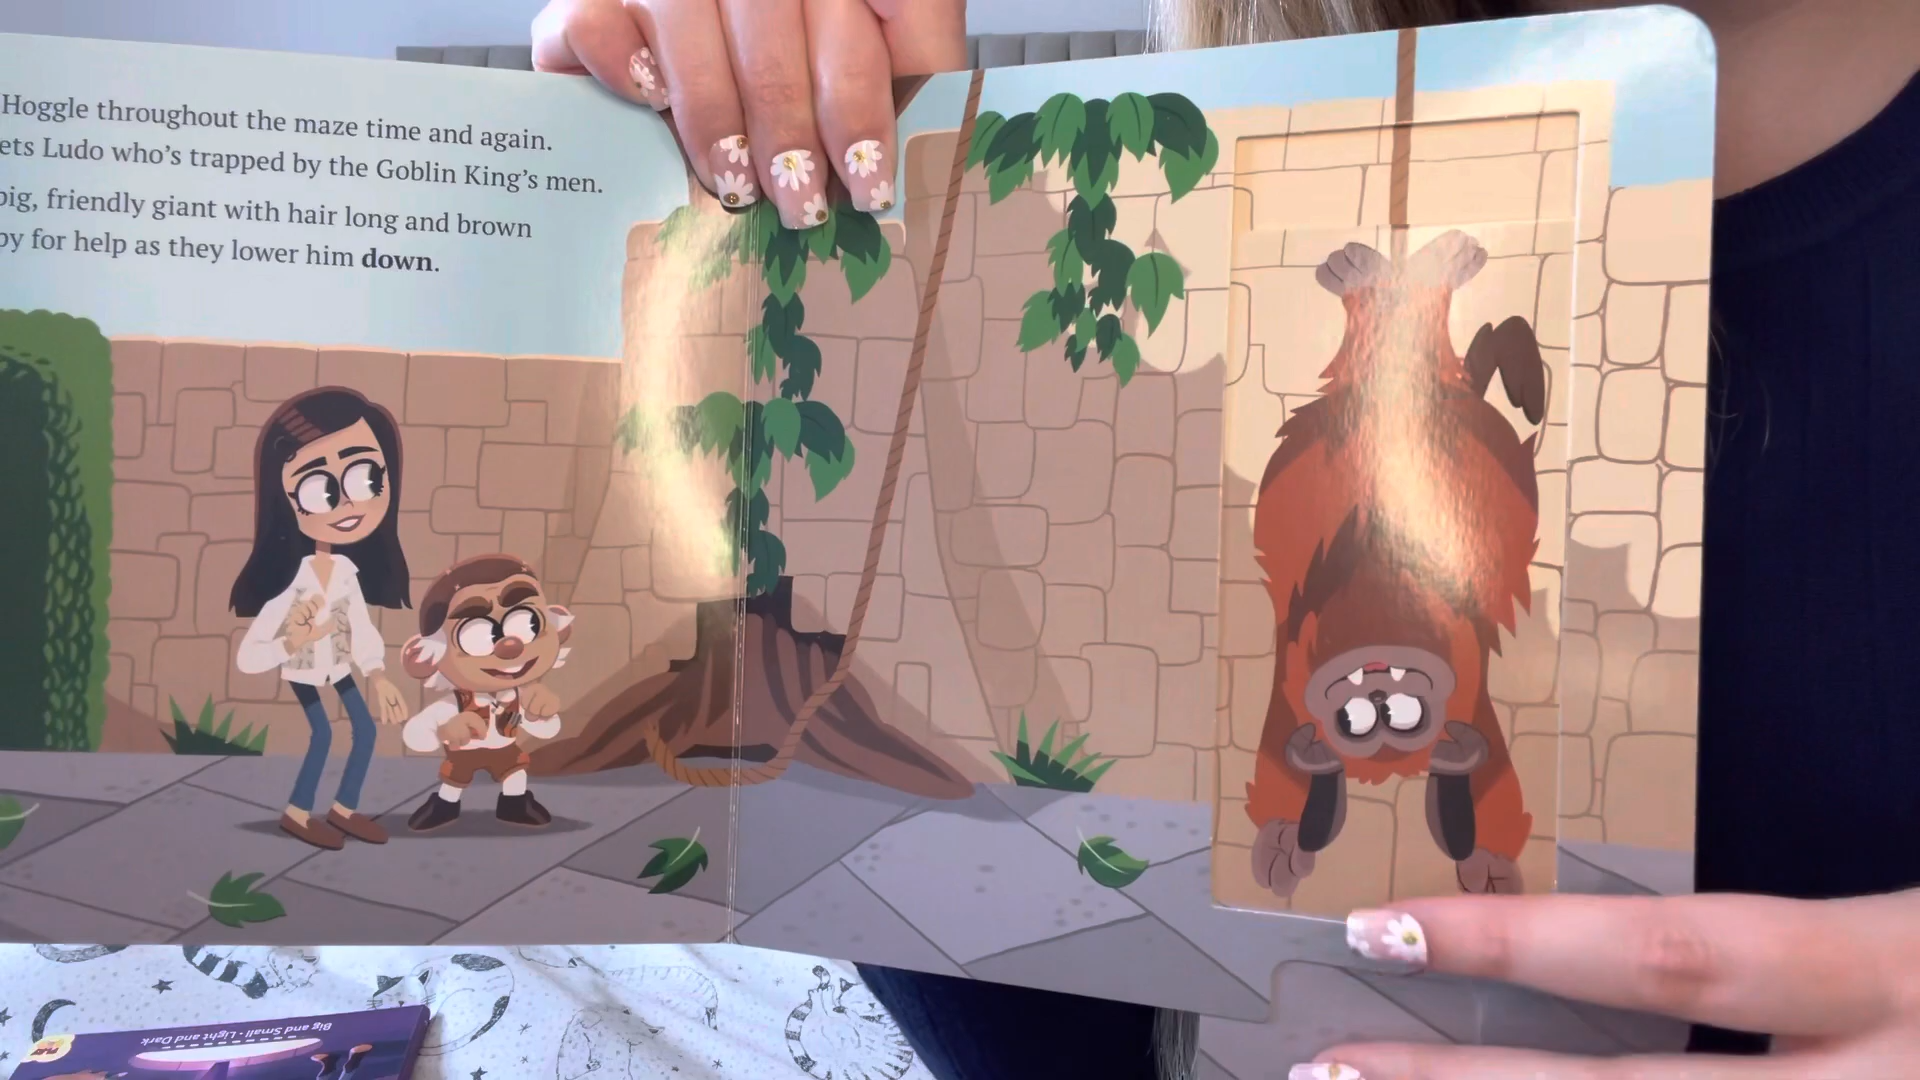 Hoggle throughout the maze time and again.
ets Ludo who's trapped by the Goblin King's men.
big, friendly giant with hair long and brown
py for help as they lower him down.
Big and Small • Light and Dark